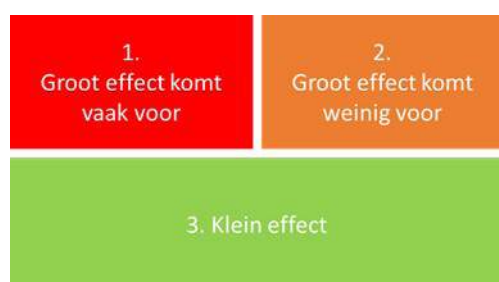 1.
Groot effect komt
vaak voor
2.
Groot effect komt
weinig voor
3. Klein effect